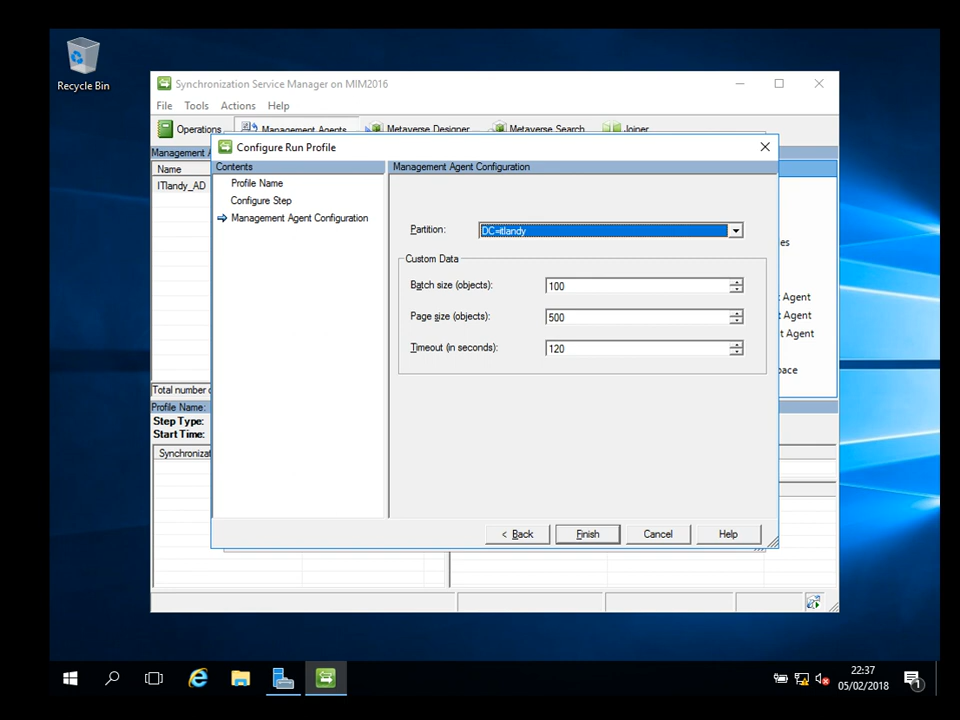 Recycle Bin
Synchronization Service Manager on MIM2016
File Tools Actions Help
Operations Management Agents Metaverse Designer Metaverse Search Joiner
Management A
Name
ITlandy_AD
Configure Run Profile
Contents
Profile Name
Configure Step
Management Agent Configuration
Management Agent Configuration
Partition: DC=itlandy
Custom Data
Batch size (objects): 100
Page size (objects): 500
Timeout (in seconds): 120
< Back Finish Cancel Help
es
: Agent
t Agent
t Agent
pace
Total number o
Profile Name:
Step Type:
Start Time:
Synchronizat
22:37
05/02/2018
1